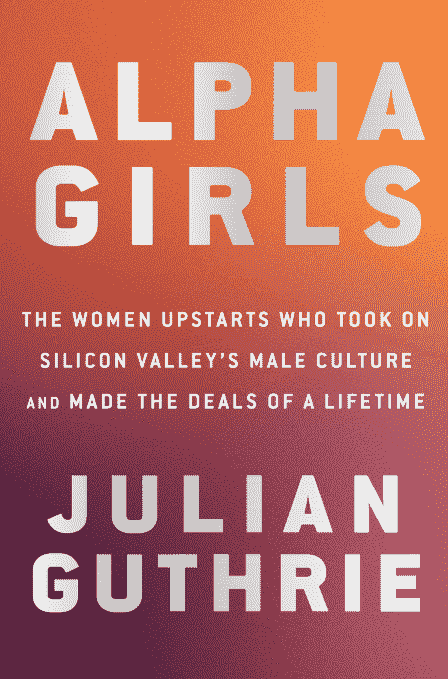 ALPHA
GIRLS
THE WOMEN UPSTARTS WHO TOOK ON
SILICON VALLEY'S MALE CULTURE
AND MADE THE DEALS OF A LIFETIME
JULIAN
GUTHRIE